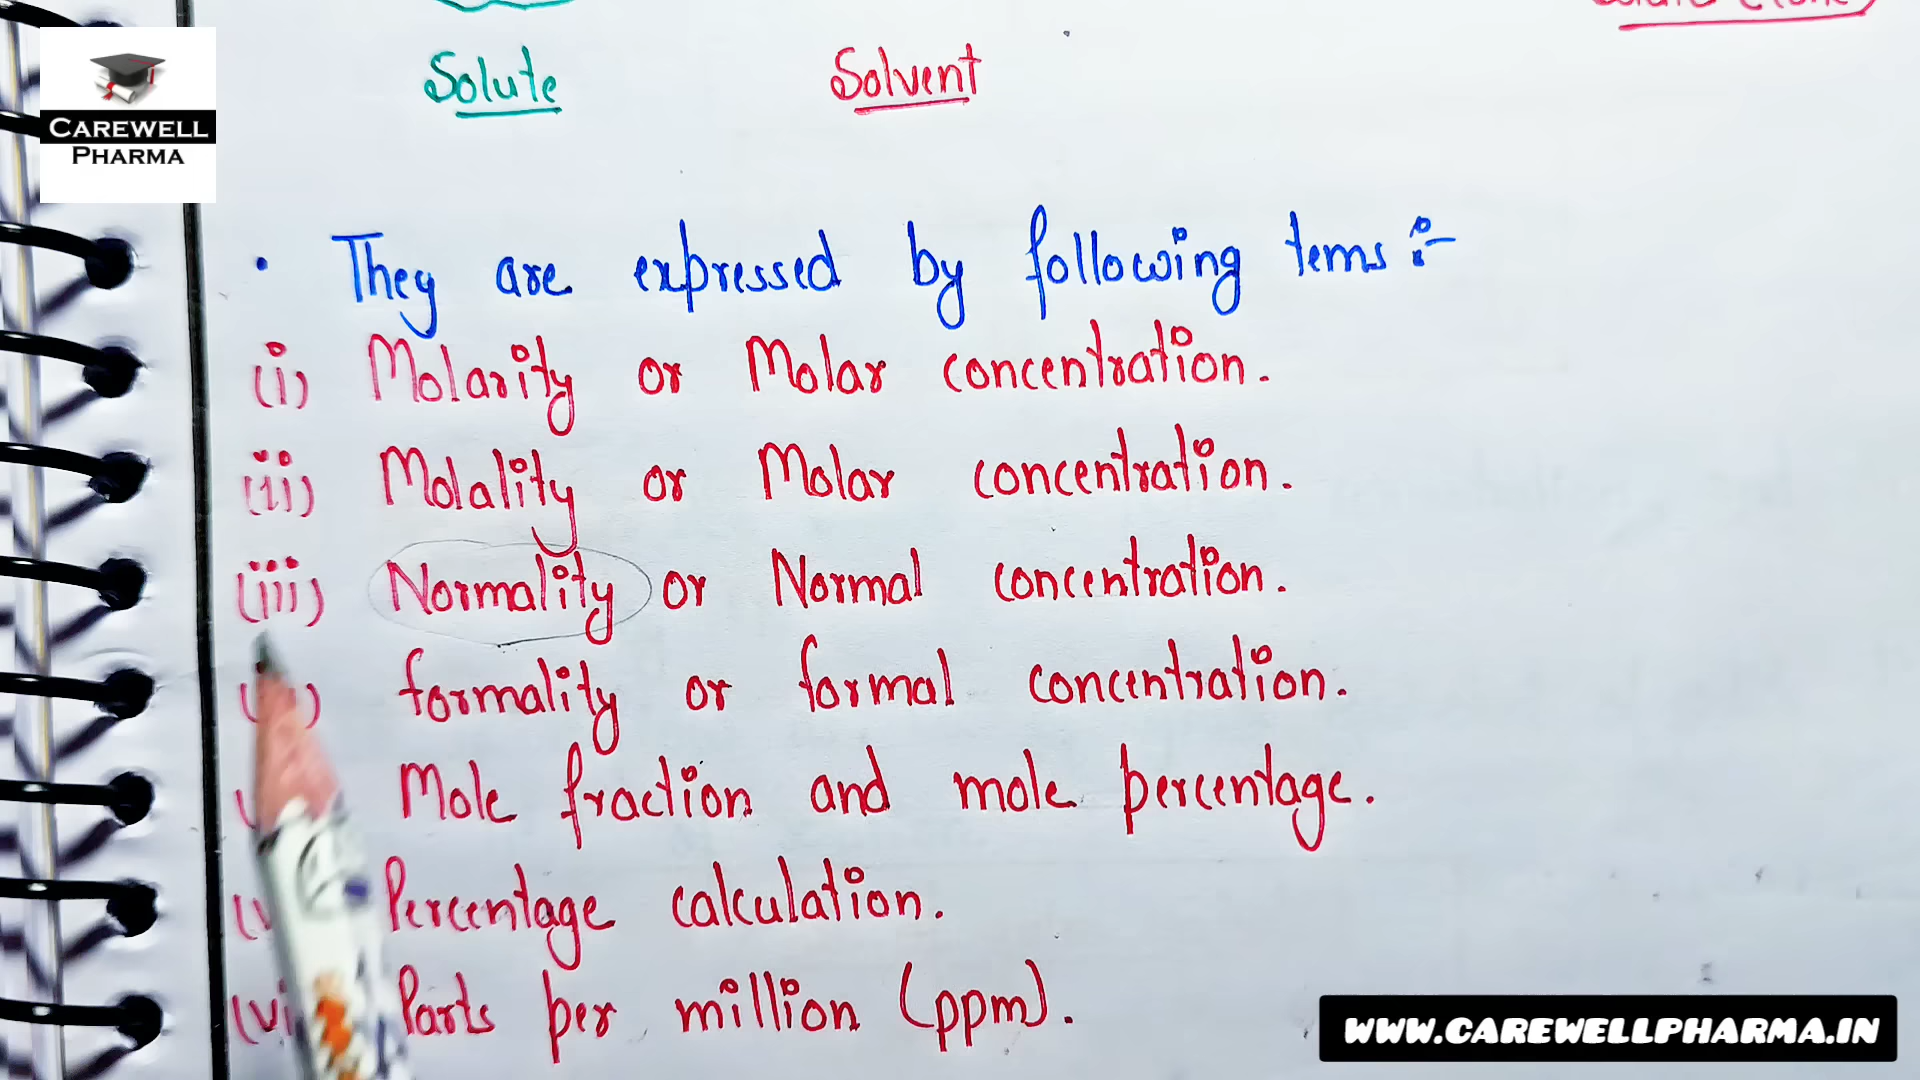 Solute Solvent
CAREWELL
PHARMA
• They are expressed by following tems :-
(i) Molarity or Molar concentration.
(ii) Molality or Molar concentration.
(iii) Normality or Normal concentration.
formality or formal concentration.
Mole fraction and mole percentage.
Percentage calculation.
Parts per million (ppm).
WWW.CAREWELLPHARMA.IN